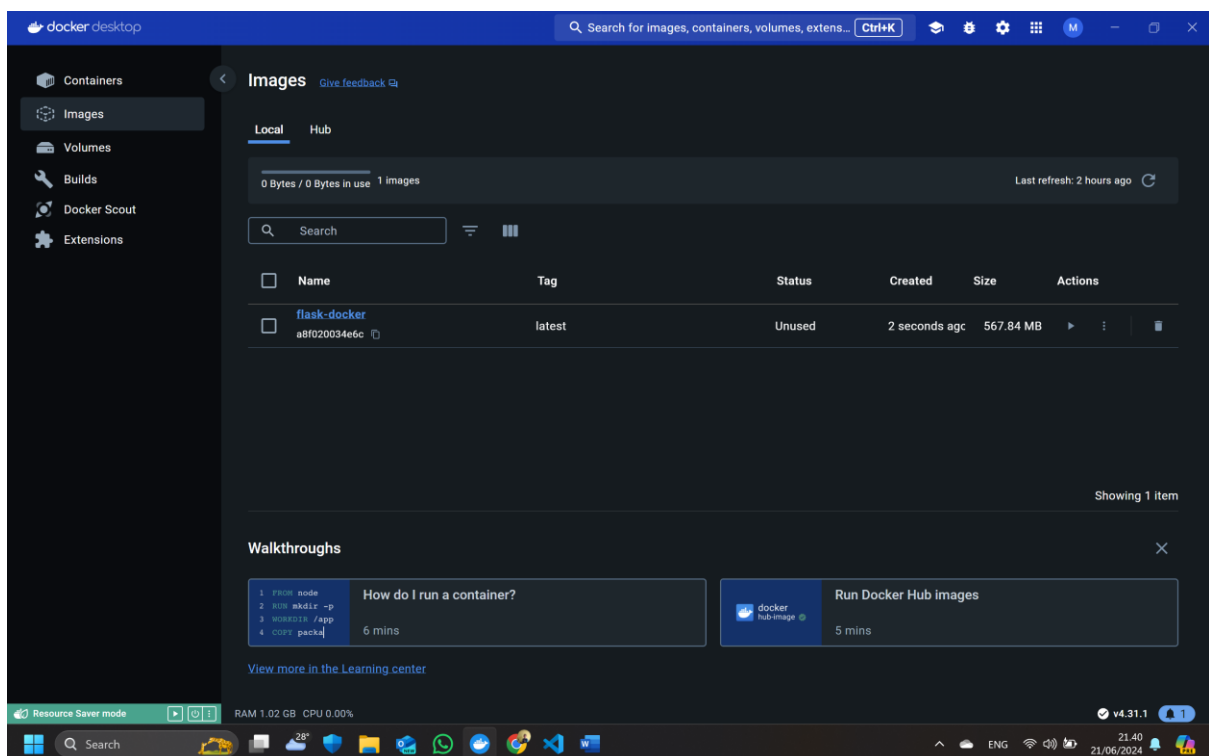 docker desktop
Search for images, containers, volumes, extens... Ctrl+K
M
Containers
Images
Volumes
Builds
Docker Scout
Extensions
Images Give feedback
Local Hub
0 Bytes / 0 Bytes in use 1 images
Last refresh: 2 hours ago
Search
Name Tag Status Created Size Actions
flask-docker
a8f020034e6c
latest Unused 2 seconds agc 567.84 MB
Showing 1 item
Walkthroughs
1 FROM node
2 RUN mkdir -p
3 WORKDIR /app
4 COPY packa
How do I run a container?
6 mins
docker
hub-image
Run Docker Hub images
5 mins
View more in the Learning center
Resource Saver mode
RAM 1.02 GB CPU 0.00%
v4.31.1
1
Search
28°
ENG
21.40
21/06/2024